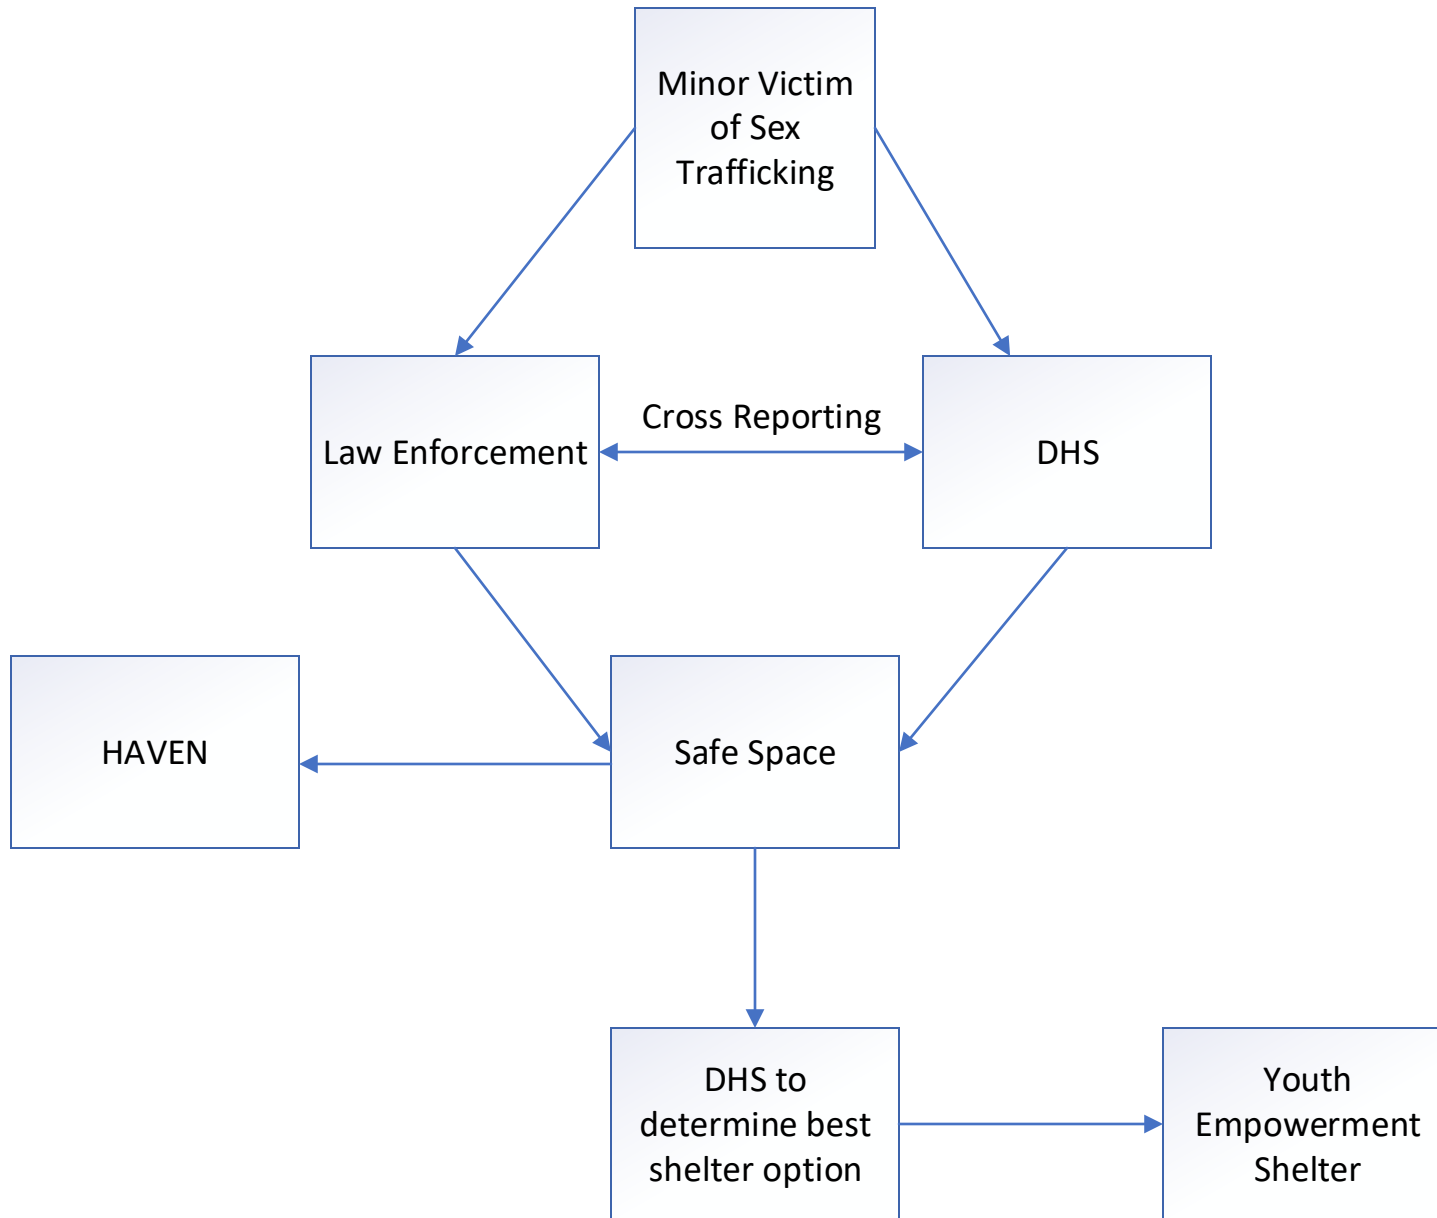 Minor Victim
of Sex
Trafficking
Cross Reporting
Law Enforcement
DHS
HAVEN
Safe Space
DHS to
determine best
shelter option
Youth
Empowerment
Shelter